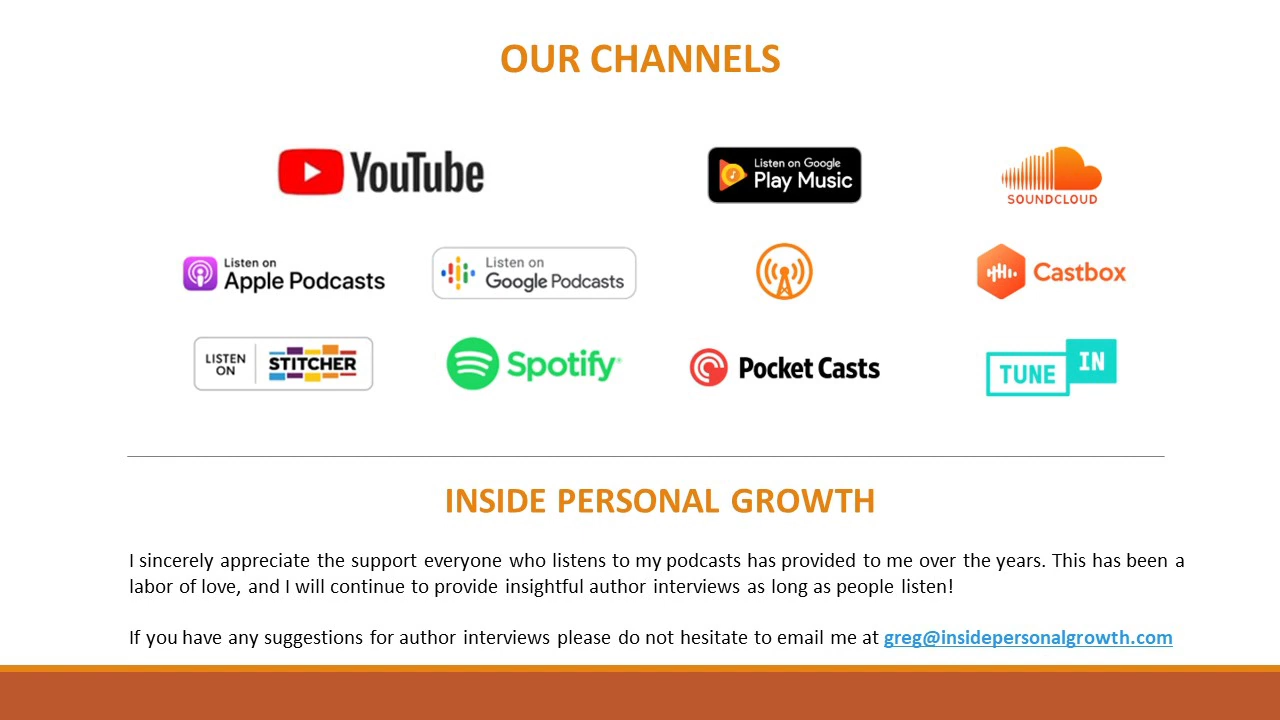 OUR CHANNELS
YouTube
Listen on Google
Play Music
SOUNDCLOUD
Listen on
Apple Podcasts
Listen on
Google Podcasts
Castbox
LISTEN
ON
STITCHER
Spotify
Pocket Casts
TUNE
IN
INSIDE PERSONAL GROWTH
I sincerely appreciate the support everyone who listens to my podcasts has provided to me over the years. This has been a
labor of love, and I will continue to provide insightful author interviews as long as people listen!
If you have any suggestions for author interviews please do not hesitate to email me at greg@insidepersonalgrowth.com